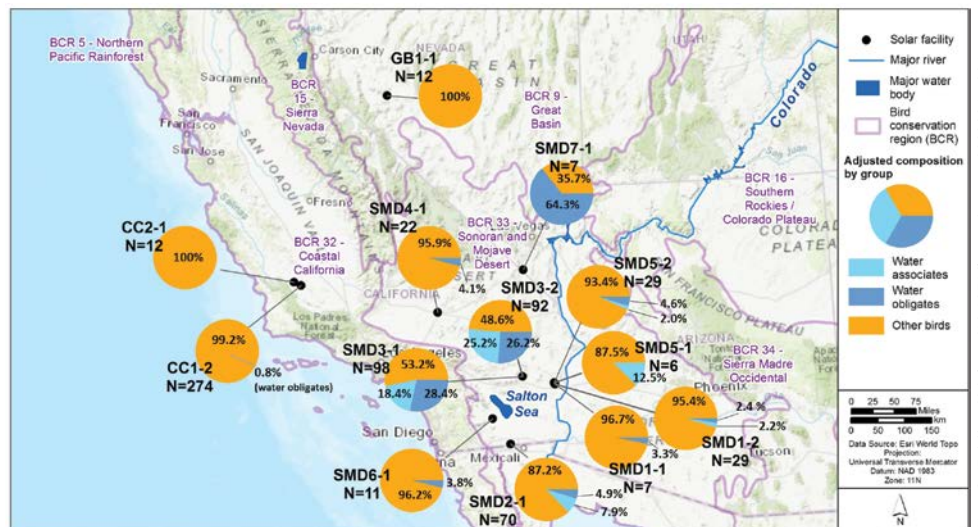 BCR 5 - Northern
Pacific Rainforest
Carson City
NEVADA
GREAT
BASIN
UTAH
GB1-1
N=12
100%
Sacramento
BCR
15 -
Sierra
Nevada
BCR 9 -
Great
Basin
San
Francisco
San Jose
SAN JOAQUIN
Fresno
Colorado
San Juan
SMD7-1
N=7
35.7%
64.3%
Vegas
BCR 16 -
Southern
Rockies /
Colorado Plateau
COLORAD
PLATEAU
CC2-1
N=12
100%
SMD4-1
N=22
95.9%
4.1%
BCR 33 -
Sonoran and
Mojave
Desert
BCR 32 -
Coastal
California
CALIFORNIA
SMD3-2
N=92
48.6%
25.2%
26.2%
SMD5-2
N=29
93.4%
4.6%
2.0%
FRANCISCO PLATEAU
Los Padres
National
Forest
CC1-2
N=274
99.2%
0.8%
(water obligates)
SMD3-1
N=98
53.2%
18.4%
28.4%
SMD5-1
N=6
87.5%
12.5%
ARIZONA
BCR 34 -
Sierra Madre
Occidental
Phoenix
95.4%
2.4 %
2.2%
SMD1-2
N=29
Tucson
Salton
Sea
San Diego
Mexicali
96.7%
3.3%
SMD1-1
N=7
SMD6-1
N=11
3.8%
96.2%
87.2%
4.9%
7.9%
SMD2-1
N=70
Solar facility
Major river
Major water
body
Bird
conservation
region (BCR)
Adjusted composition
by group
Water
associates
Water
obligates
Other birds
0 25 50 75 100
Miles
km
0 50 100 150
Data Source: Esri World Topo
Projection:
Universal Transverse Mercator
Datum: NAD 1983
Zone: 11N
N